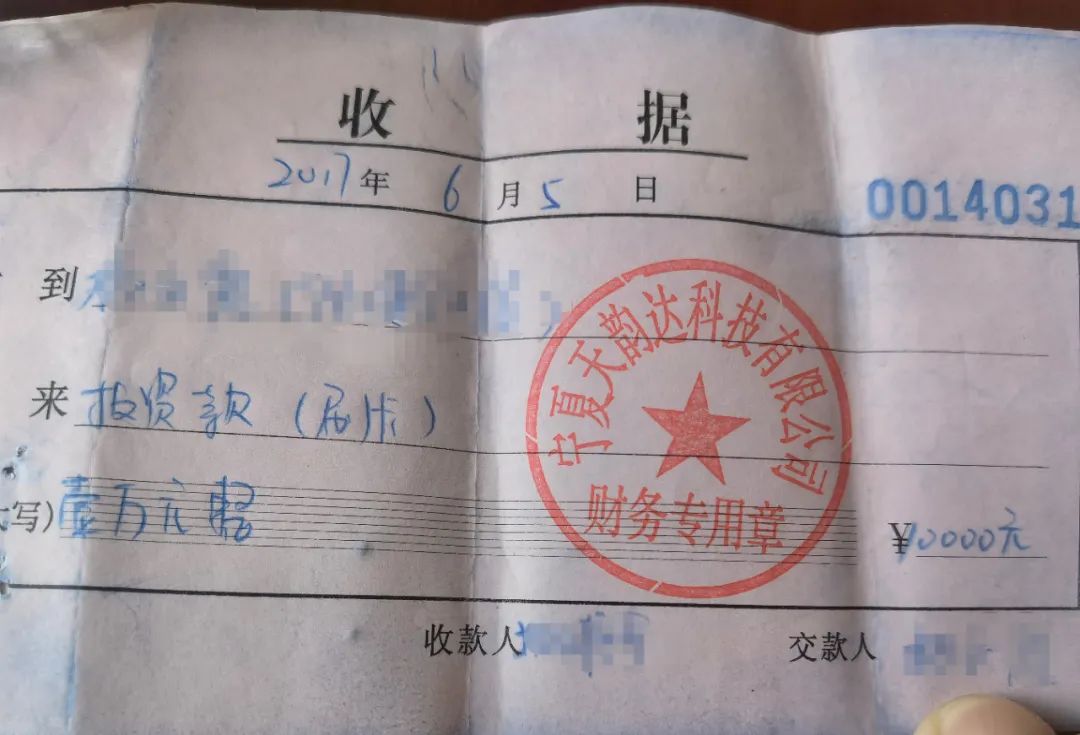 收 据
2017年 6 月 5 日
0014031
到
来 投资款（刷卡）
写)壹万元整
¥10000元
宁夏天韵达科技有限公司
财务专用章
收款人
交款人